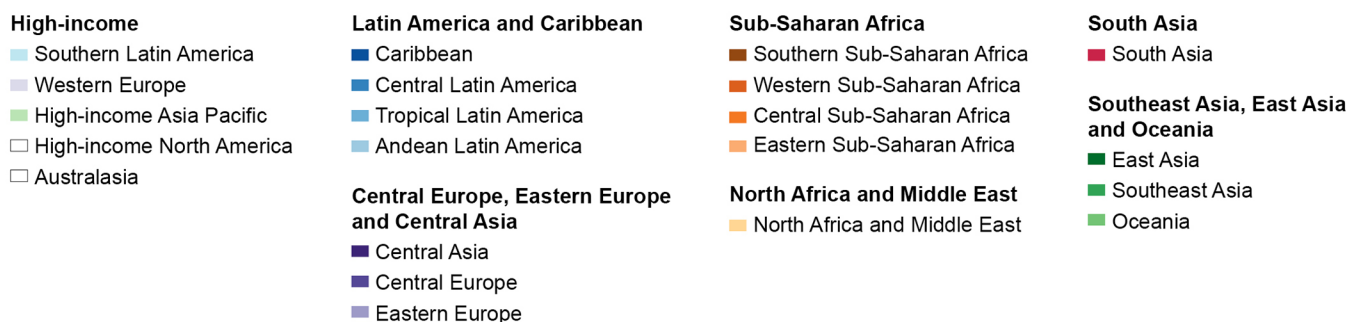 High-income
Southern Latin America
Western Europe
High-income Asia Pacific
High-income North America
Australasia
Latin America and Caribbean
Caribbean
Central Latin America
Tropical Latin America
Andean Latin America
Central Europe, Eastern Europe
and Central Asia
Central Asia
Central Europe
Eastern Europe
Sub-Saharan Africa
Southern Sub-Saharan Africa
Western Sub-Saharan Africa
Central Sub-Saharan Africa
Eastern Sub-Saharan Africa
North Africa and Middle East
North Africa and Middle East
South Asia
South Asia
Southeast Asia, East Asia
and Oceania
East Asia
Southeast Asia
Oceania